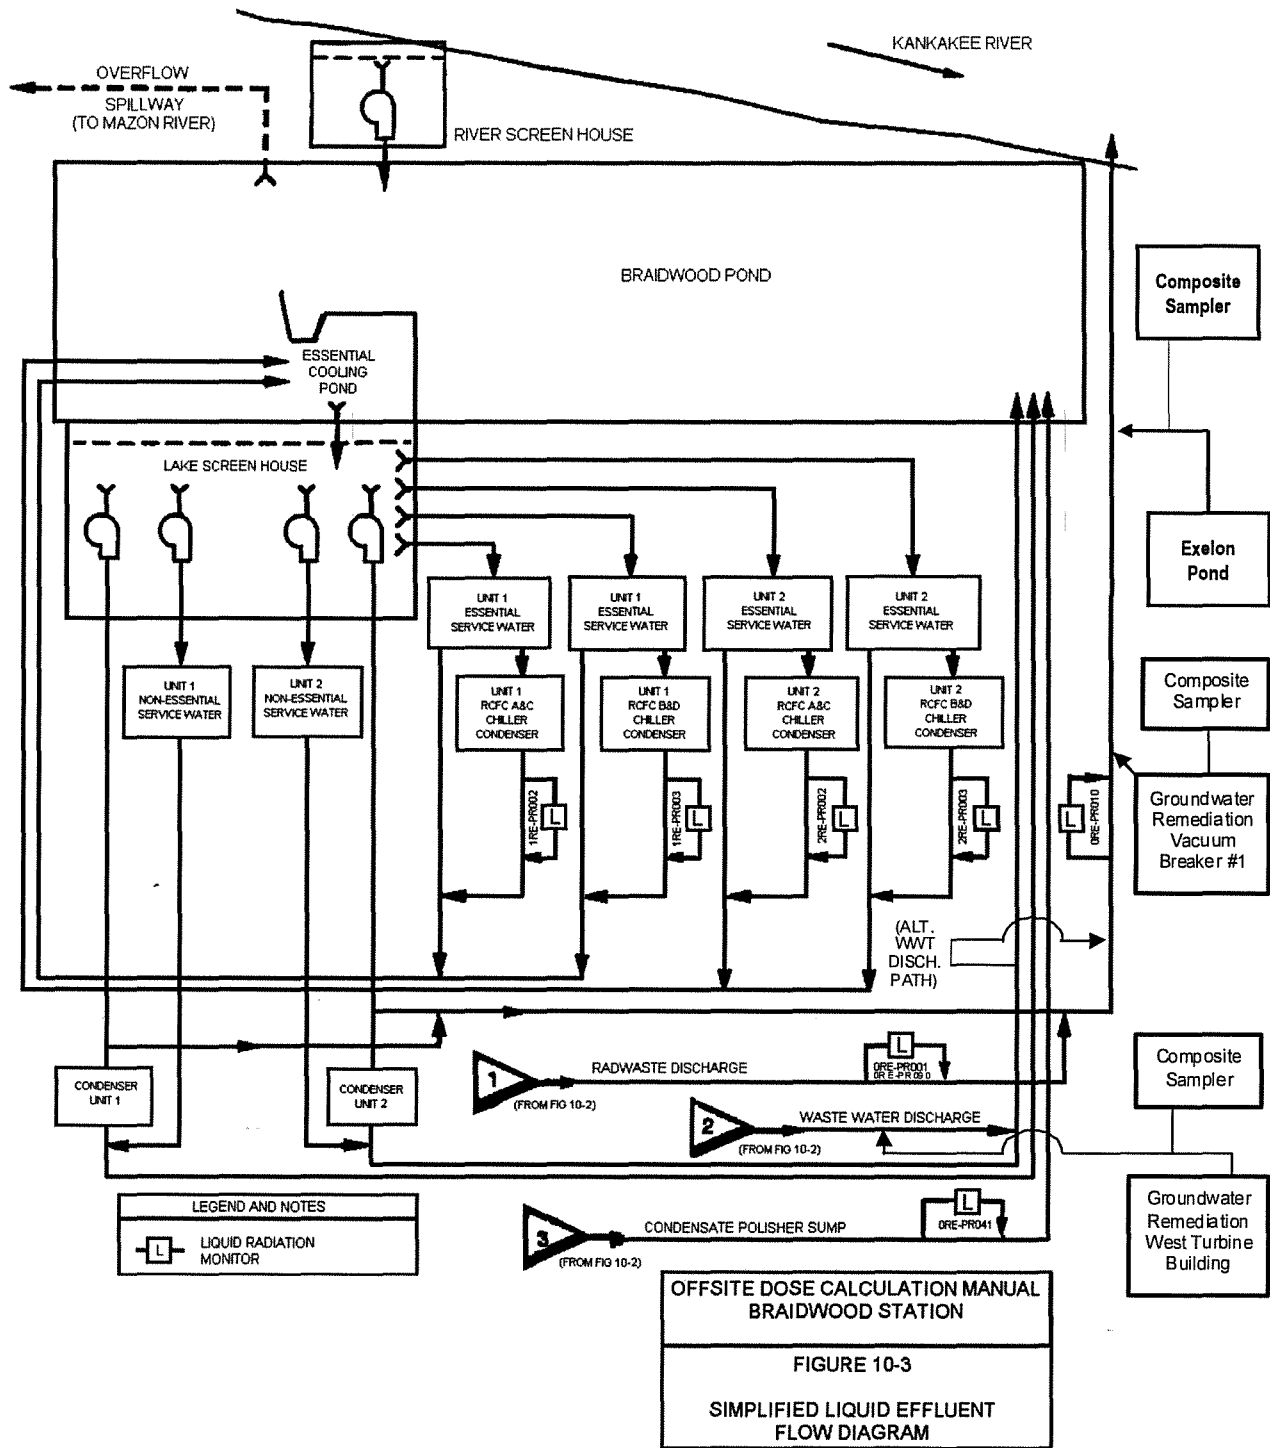 KANKAKEE RIVER
OVERFLOW
SPILLWAY
(TO MAZON RIVER)
RIVER SCREEN HOUSE
BRAIDWOOD POND
Composite
Sampler
ESSENTIAL
COOLING
POND
LAKE SCREEN HOUSE
Exelon
Pond
UNIT 1
ESSENTIAL
SERVICE WATER
UNIT 1
ESSENTIAL
SERVICE WATER
UNIT 2
ESSENTIAL
SERVICE WATER
UNIT 2
ESSENTIAL
SERVICE WATER
UNIT 1
NON-ESSENTIAL
SERVICE WATER
UNIT 2
NON-ESSENTIAL
SERVICE WATER
UNIT 1
RCFC A&C
CHILLER
CONDENSER
UNIT 1
RCFC B&D
CHILLER
CONDENSER
UNIT 2
RCFC A&C
CHILLER
CONDENSER
UNIT 2
RCFC B&D
CHILLER
CONDENSER
Composite
Sampler
1RE-PR002
L
1RE-PR003
L
2RE-PR002
L
2RE-PR003
L
L
0RE-PR010
Groundwater
Remediation
Vacuum
Breaker #1
(ALT.
WWT
DISCH.
PATH)
CONDENSER
UNIT 1
CONDENSER
UNIT 2
1
(FROM FIG 10-2)
RADWASTE DISCHARGE
L
0RE-PR001
0RE-PR090
Composite
Sampler
2
(FROM FIG 10-2)
WASTE WATER DISCHARGE
Groundwater
Remediation
West Turbine
Building
3
(FROM FIG 10-2)
CONDENSATE POLISHER SUMP
L
0RE-PR041
LEGEND AND NOTES
L
LIQUID RADIATION
MONITOR
OFFSITE DOSE CALCULATION MANUAL
BRAIDWOOD STATION
FIGURE 10-3
SIMPLIFIED LIQUID EFFLUENT
FLOW DIAGRAM